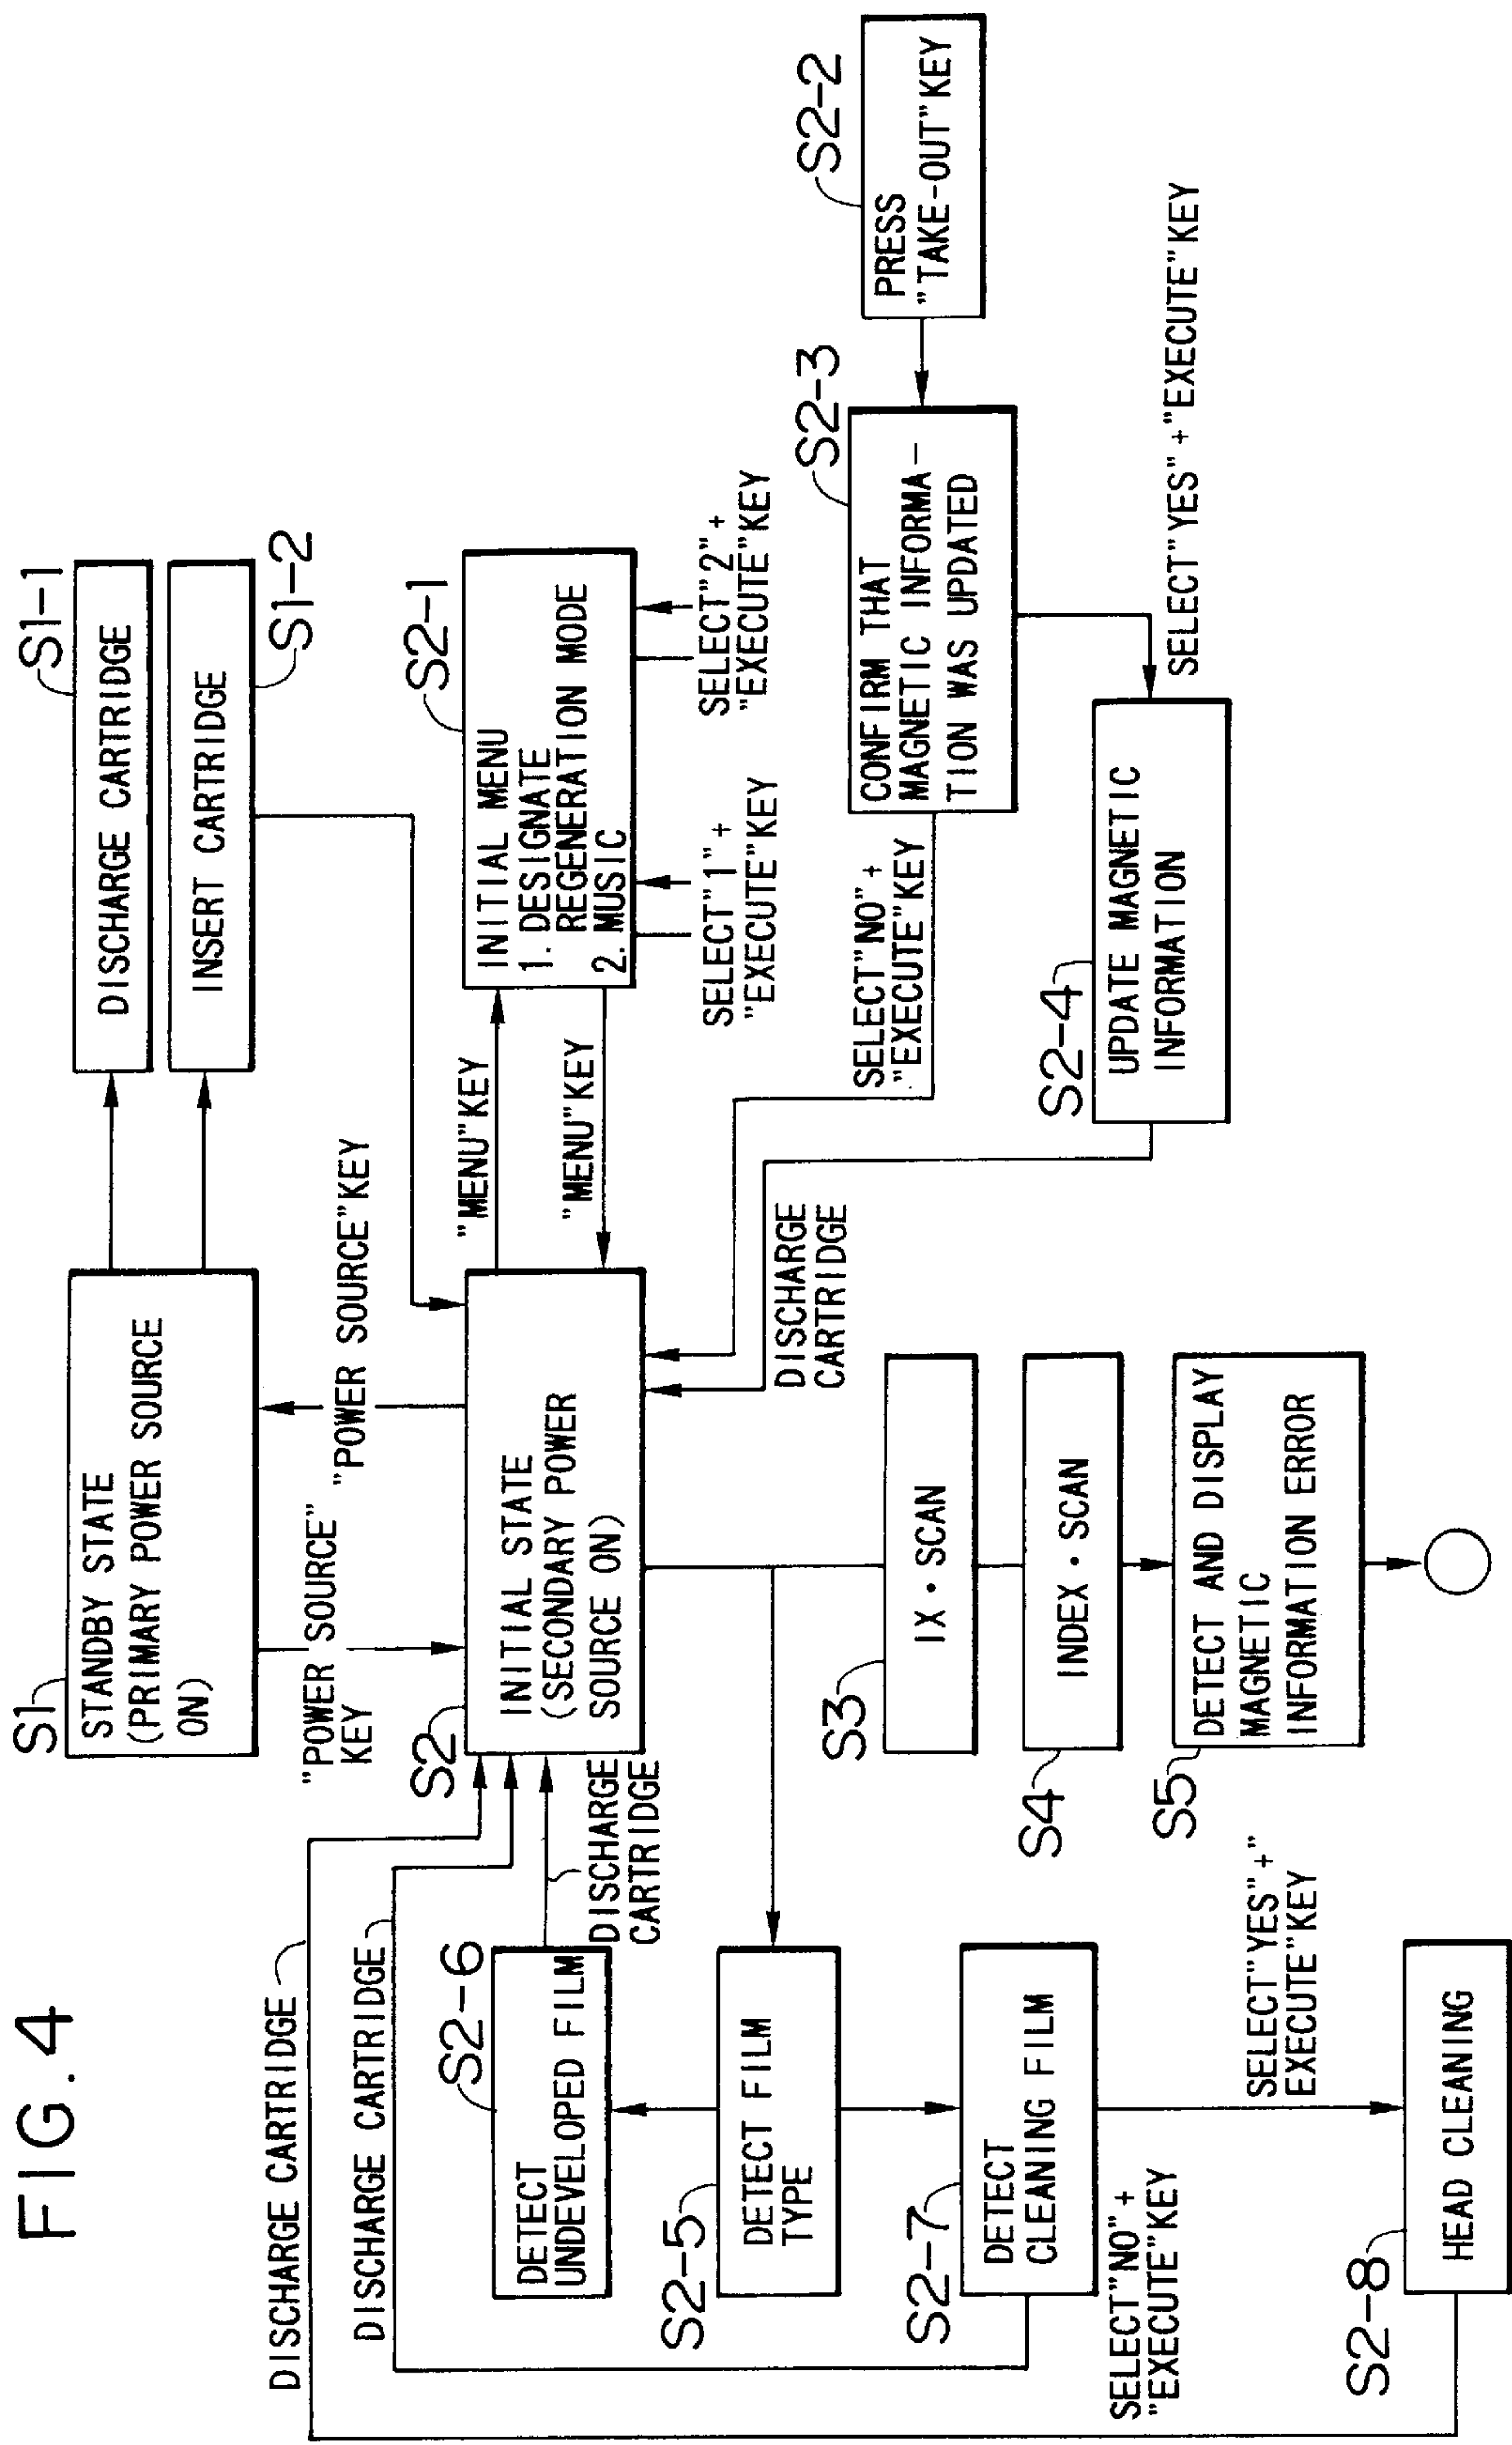 FIG. 4
S1
STANDBY STATE
(PRIMARY POWER SOURCE
ON)
S1-1
DISCHARGE CARTRIDGE
INSERT CARTRIDGE
S1-2
"POWER SOURCE"
KEY
"POWER SOURCE"KEY
DISCHARGE CARTRIDGE
DISCHARGE CARTRIDGE
S2
INITIAL STATE
(SECONDARY POWER
SOURCE ON)
"MENU"KEY
"MENU"KEY
S2-1
INITIAL MENU
1. DESIGNATE
REGENERATION MODE
2. MUSIC
SELECT"1"+
"EXECUTE"KEY
SELECT"2"+
"EXECUTE"KEY
S2-6
DETECT
UNDEVELOPED FILM
DISCHARGE
CARTRIDGE
S2-5
DETECT FILM
TYPE
S2-7
DETECT
CLEANING FILM
SELECT"NO"+
"EXECUTE"KEY
SELECT"YES"+"
EXECUTE"KEY
S2-8
HEAD CLEANING
S3
IX·SCAN
S4
INDEX·SCAN
S5
DETECT AND DISPLAY
MAGNETIC
INFORMATION ERROR
DISCHARGE
CARTRIDGE
S2-2
PRESS
"TAKE-OUT"KEY
S2-3
CONFIRM THAT
MAGNETIC INFORMA-
TION WAS UPDATED
SELECT"NO"+
"EXECUTE"KEY
SELECT"YES"+"EXECUTE"KEY
S2-4
UPDATE MAGNETIC
INFORMATION